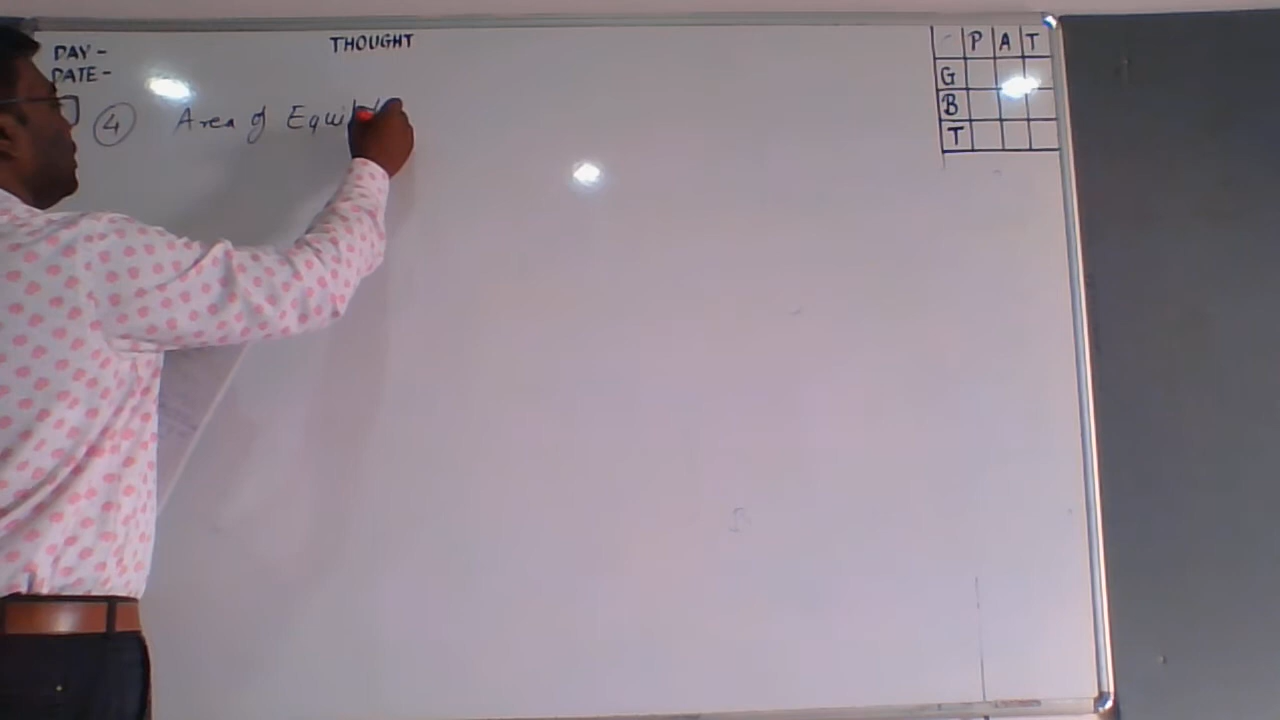 DAY -
THOUGHT
DATE -
P A T
G
B
T
④ Area of Equil